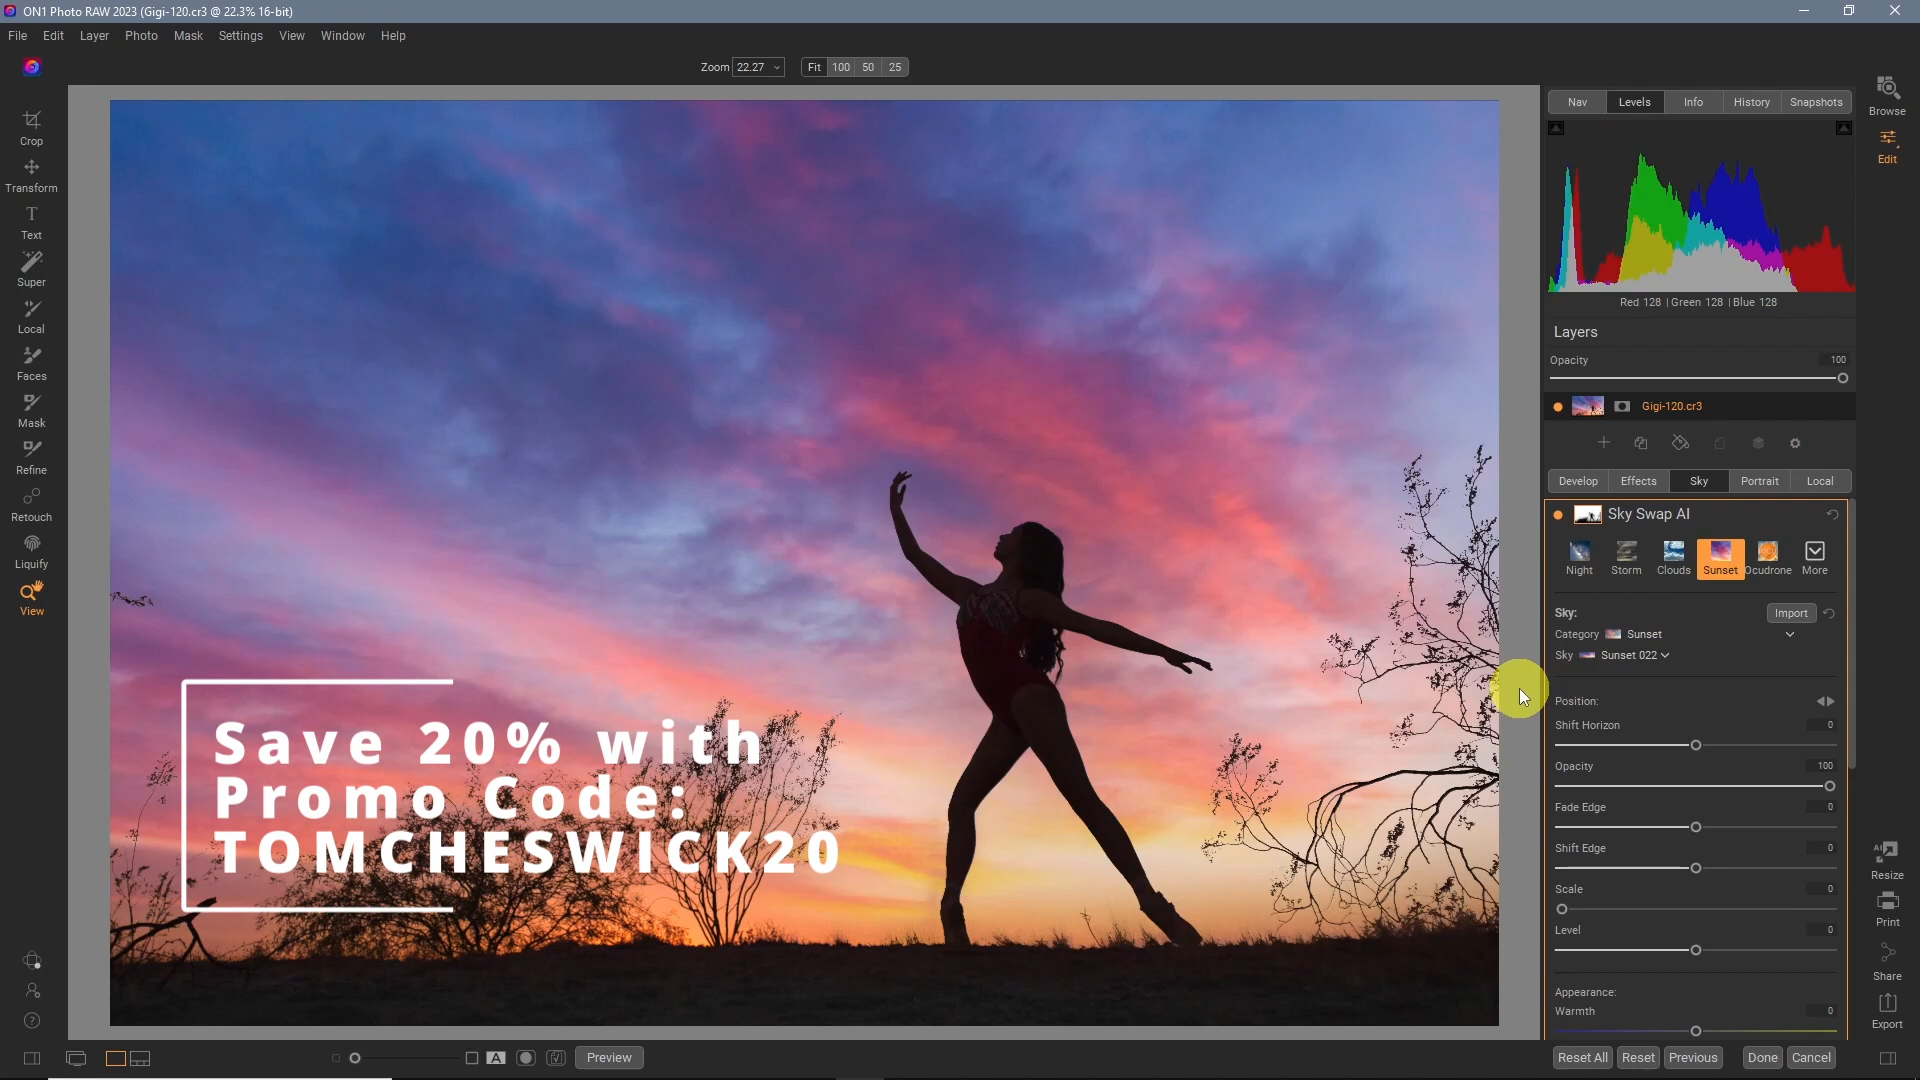 ON1 Photo RAW 2023 (Gigi-120.cr3 @ 22.3% 16-bit)
File Edit Layer Photo Mask Settings View Window Help
Zoom 22.27 Fit 100 50 25
Crop
Transform
Text
Super
Local
Faces
Mask
Refine
Retouch
Liquify
View
Save 20% with
Promo Code:
TOMCHESWICK20
A Preview
Nav Levels Info History Snapshots
Red 128 | Green 128 | Blue 128
Layers
Opacity 100
Gigi-120.cr3
Develop Effects Sky Portrait Local
Sky Swap AI
Night Storm Clouds Sunset Ocudrone More
Sky: Import
Category Sunset
Sky Sunset 022
Position:
Shift Horizon 0
Opacity 100
Fade Edge 0
Shift Edge 0
Scale 0
Level 0
Appearance:
Warmth 0
Reset All Reset Previous Done Cancel
Browse
Edit
AI
Resize
Print
Share
Export